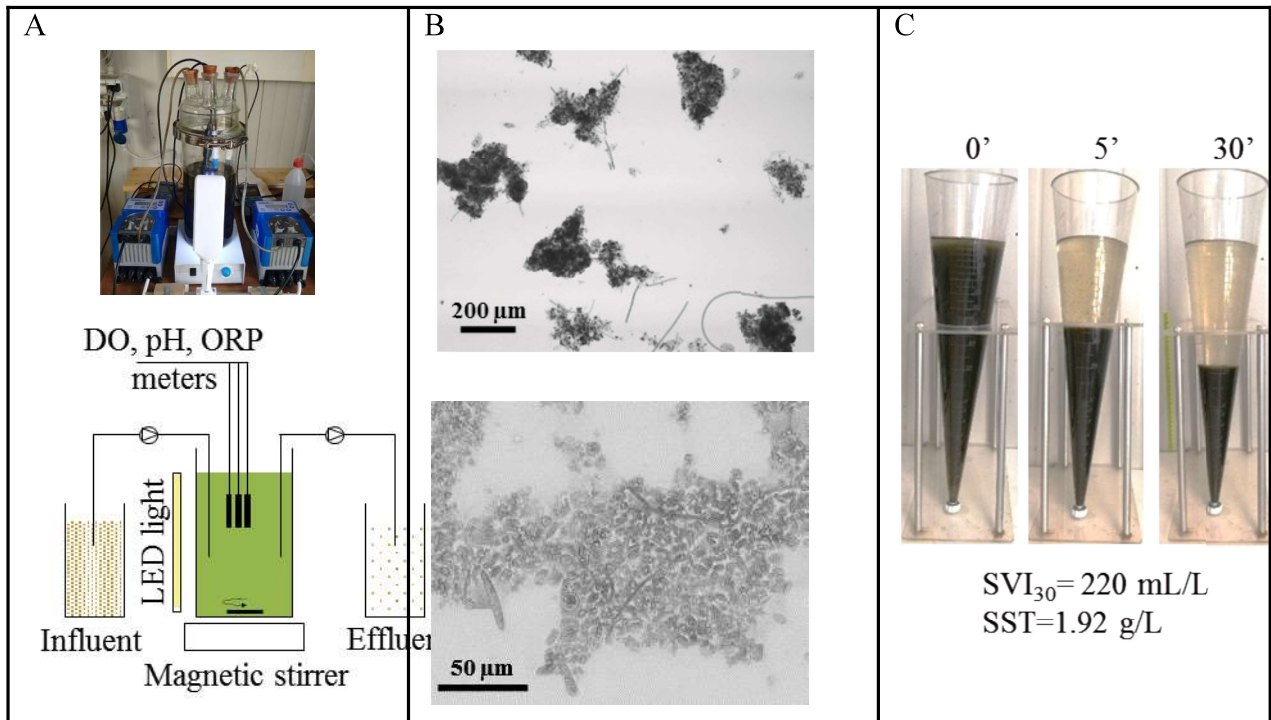 A
DO, pH, ORP
meters
LED light
Influent
Effluer
Magnetic stirrer
B
200 µm
50 µm
C
0’
5’
30’
SVI₃₀= 220 mL/L
SST=1.92 g/L